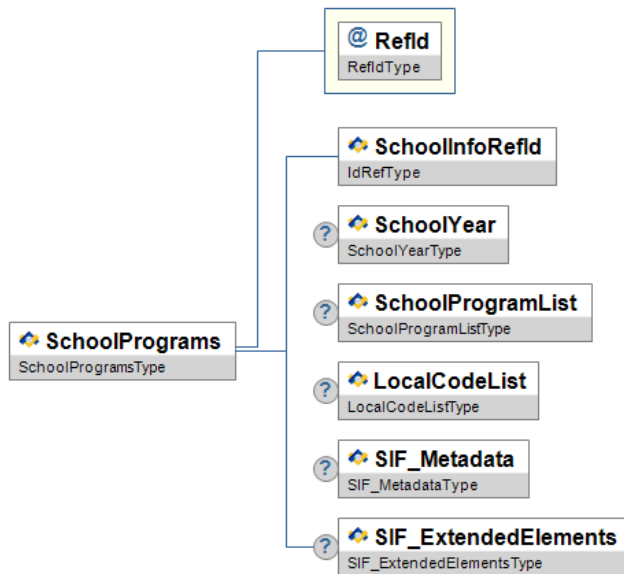 @ RefId
RefIdType
SchoolInfoRefId
IdRefType
? SchoolYear
SchoolYearType
? SchoolProgramList
SchoolProgramListType
SchoolPrograms
SchoolProgramsType
? LocalCodeList
LocalCodeListType
? SIF_Metadata
SIF_MetadataType
? SIF_ExtendedElements
SIF_ExtendedElementsType